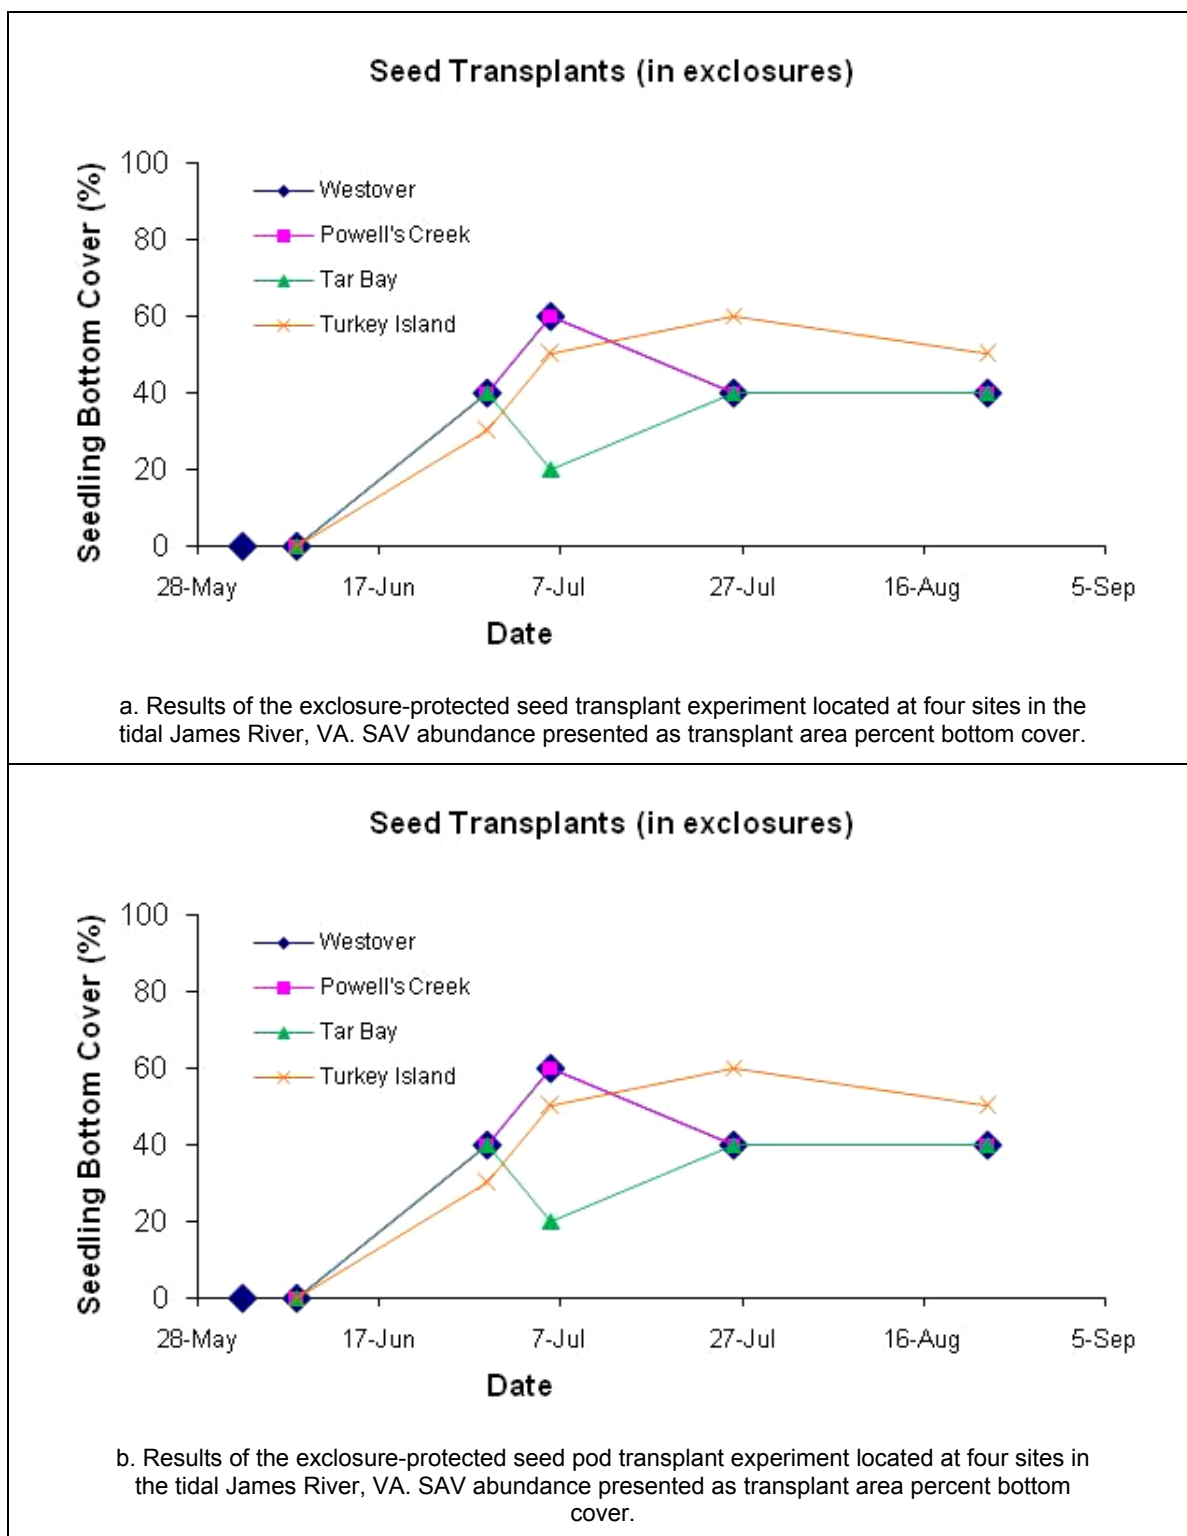 Seed Transplants (in exclosures)
Seedling Bottom Cover (%)
100
80
60
40
20
0
Westover
Powell's Creek
Tar Bay
Turkey Island
28-May 17-Jun 7-Jul 27-Jul 16-Aug 5-Sep
Date
a. Results of the exclosure-protected seed transplant experiment located at four sites in the
tidal James River, VA. SAV abundance presented as transplant area percent bottom cover.
Seed Transplants (in exclosures)
Seedling Bottom Cover (%)
100
80
60
40
20
0
Westover
Powell's Creek
Tar Bay
Turkey Island
28-May 17-Jun 7-Jul 27-Jul 16-Aug 5-Sep
Date
b. Results of the exclosure-protected seed pod transplant experiment located at four sites in
the tidal James River, VA. SAV abundance presented as transplant area percent bottom
cover.